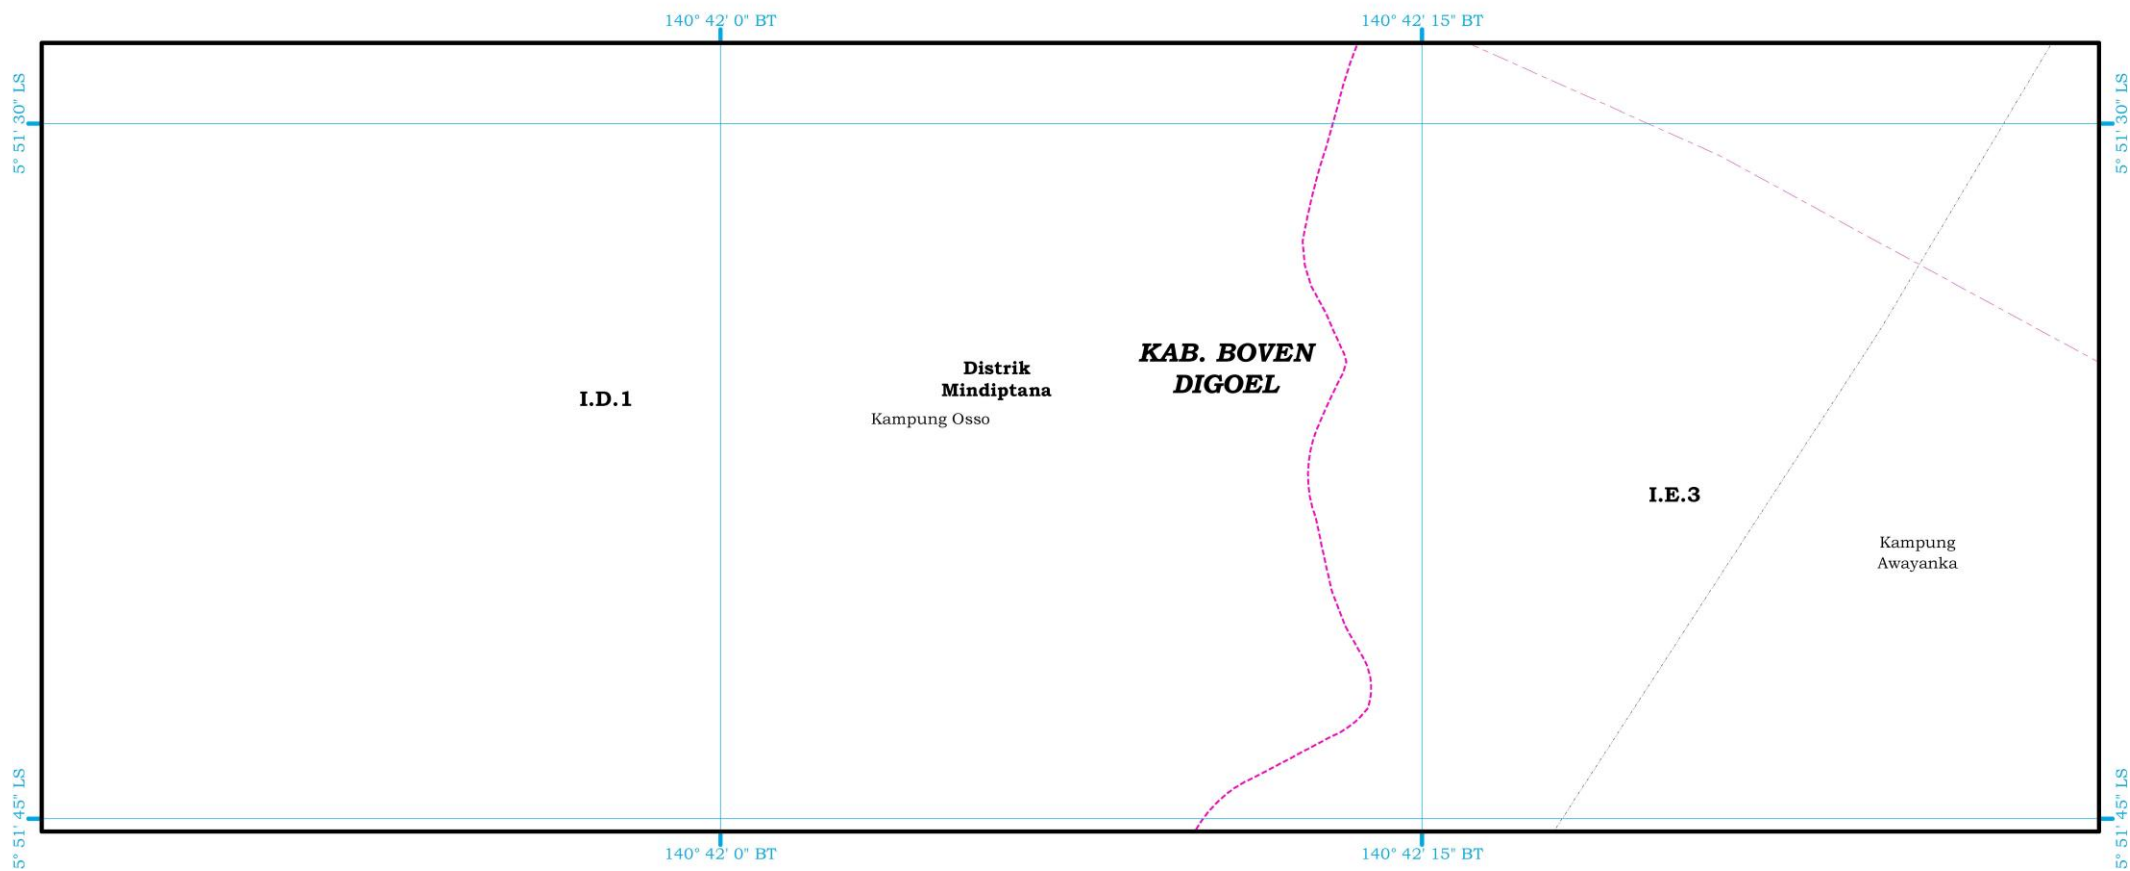 140° 42' 0" BT
140° 42' 15" BT
5° 51' 30" LS
5° 51' 30" LS
KAB. BOVEN
DIGOEL
Distrik
Mindiptana
I.D.1
Kampung Osso
I.E.3
Kampung
Awayanka
5° 51' 45" LS
5° 51' 45" LS
140° 42' 0" BT
140° 42' 15" BT